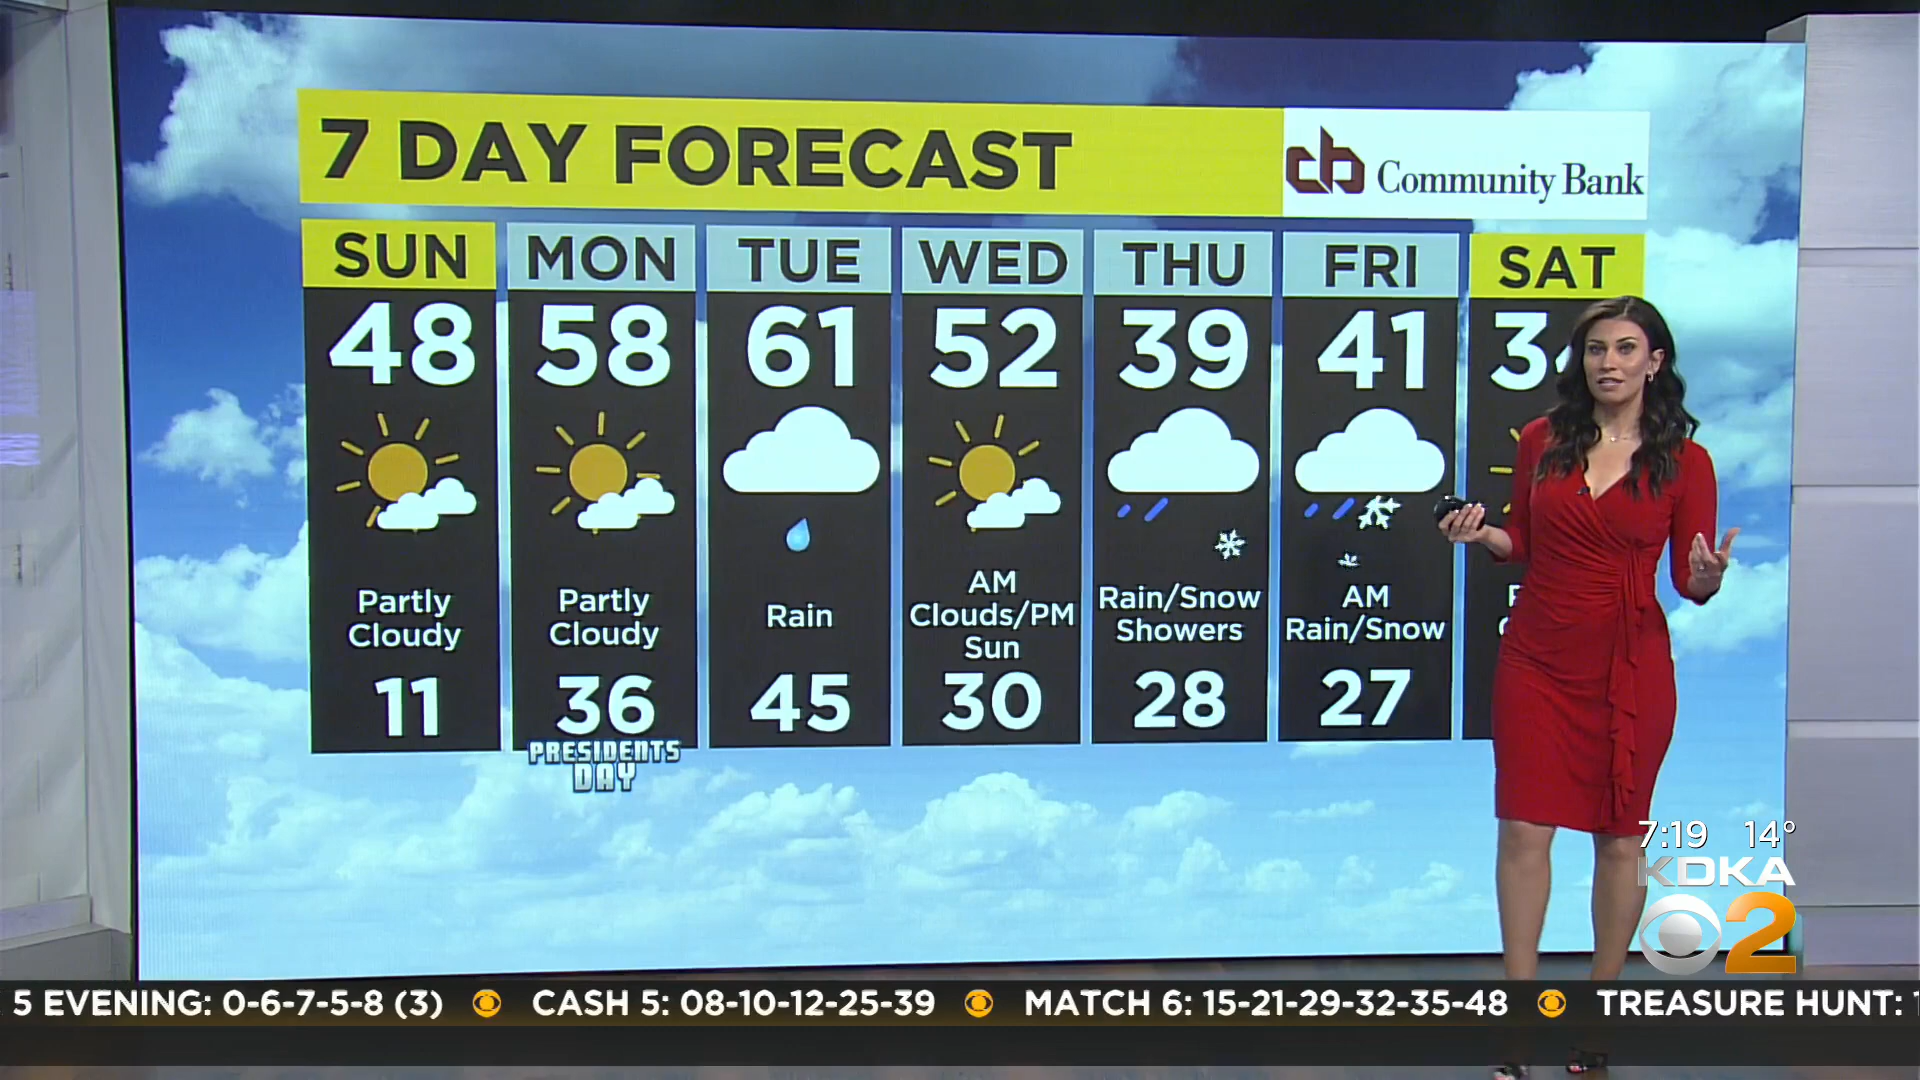 7 DAY FORECAST
cb Community Bank
SUN MON TUE WED THU FRI SAT
48 58 61 52 39 41
Partly Cloudy
Partly Cloudy
Rain
AM Clouds/PM Sun
Rain/Snow Showers
AM Rain/Snow
11 36 45 30 28 27
PRESIDENTS
DAY
7:19 14°
KDKA
2
5 EVENING: 0-6-7-5-8 (3) CASH 5: 08-10-12-25-39 MATCH 6: 15-21-29-32-35-48 TREASURE HUNT: